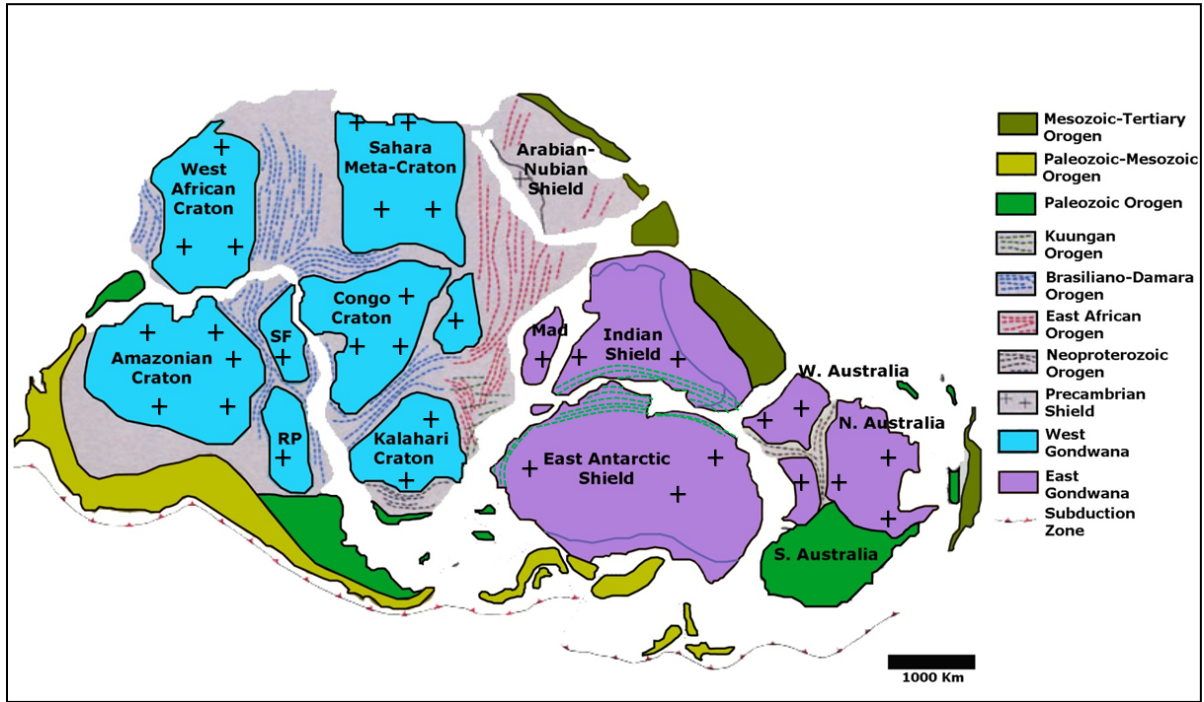 West
African
Craton
Sahara
Meta-Craton
Arabian-
Nubian
Shield
Amazonian
Craton
SF
RP
Congo
Craton
Kalahari
Craton
Mad
Indian
Shield
East Antarctic
Shield
W. Australia
N. Australia
S. Australia
Mesozoic-Tertiary
Orogen
Paleozoic-Mesozoic
Orogen
Paleozoic Orogen
Kuungan
Orogen
Brasiliano-Damara
Orogen
East African
Orogen
Neoproterozoic
Orogen
Precambrian
Shield
West
Gondwana
East
Gondwana
Subduction
Zone
1000 Km